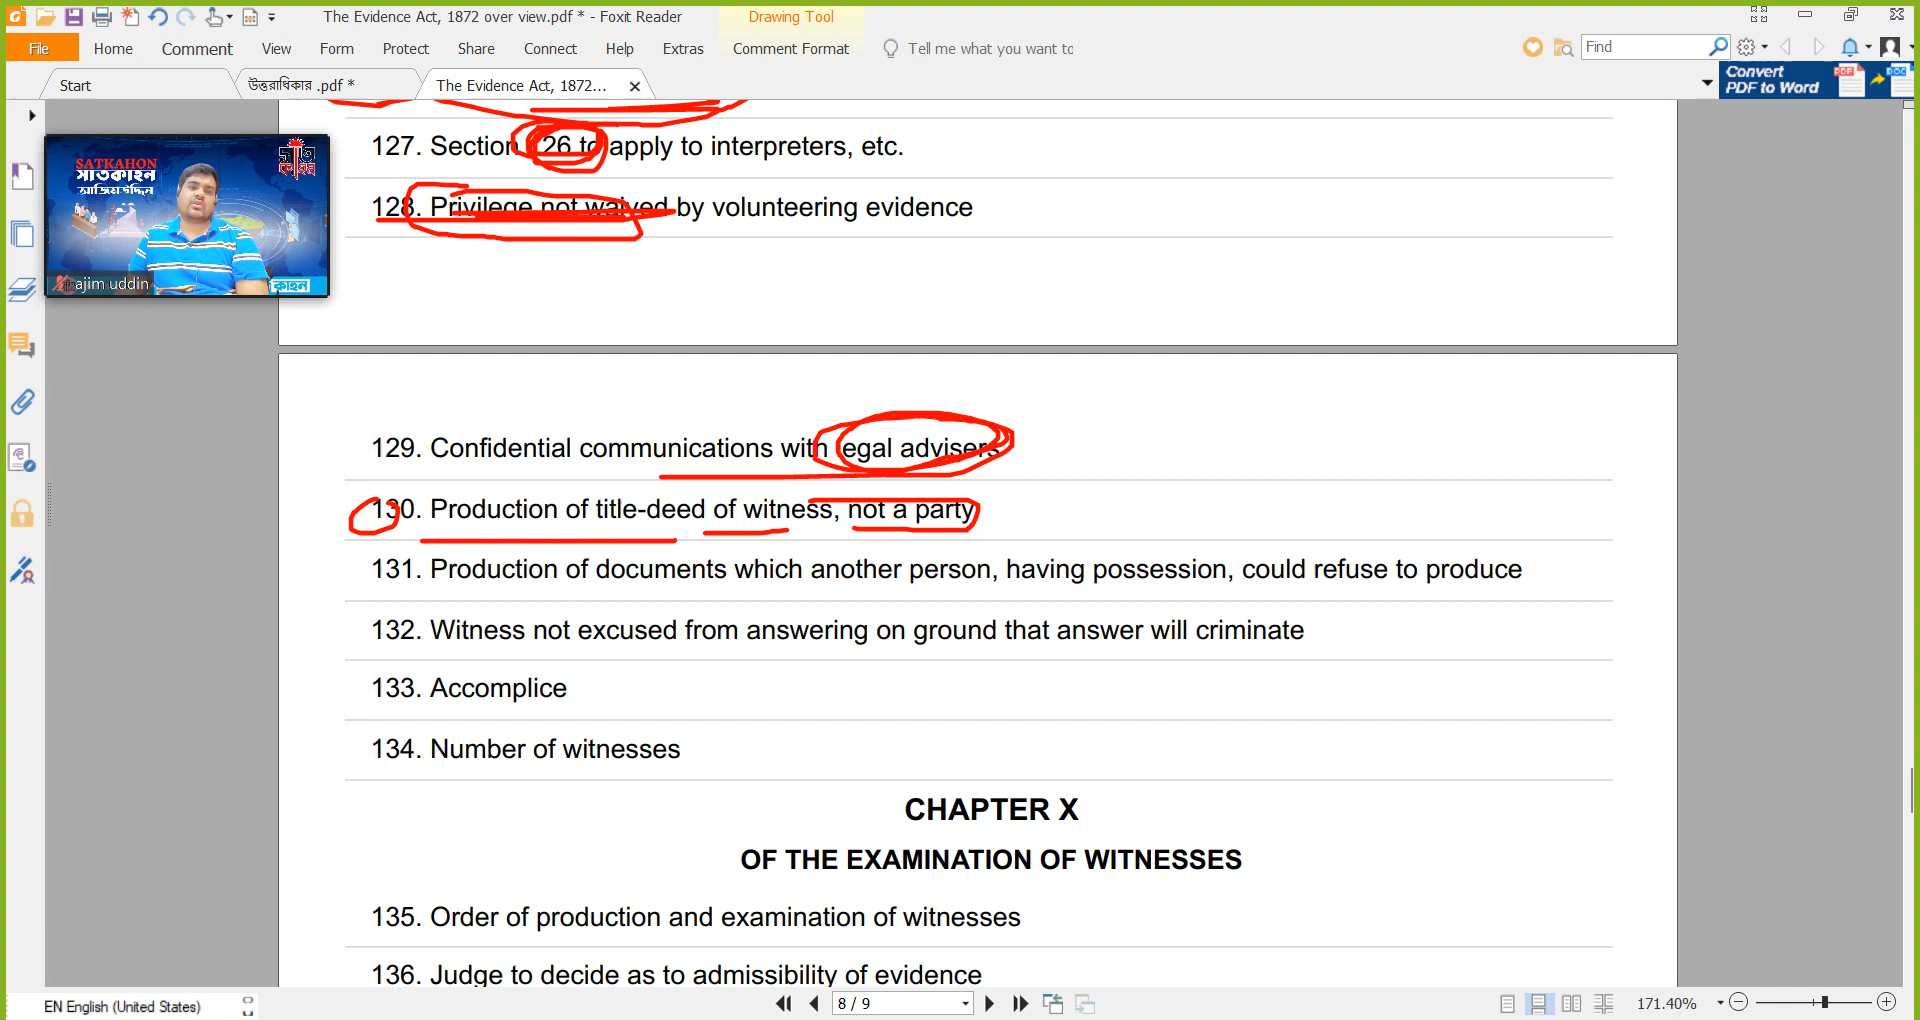 The Evidence Act, 1872 over view.pdf * - Foxit Reader
Drawing Tool
File Home Comment View Form Protect Share Connect Help Extras Comment Format Tell me what you want to Find
Start
উত্তরাধিকার .pdf *
The Evidence Act, 1872...
Convert
PDF to Word
127. Section 126 to apply to interpreters, etc.
128. Privilege not waived by volunteering evidence
SATKAHON
সাতকাহন
আজিম উদ্দিন
ajim uddin
কাহন
129. Confidential communications with legal advisers
130. Production of title-deed of witness, not a party
131. Production of documents which another person, having possession, could refuse to produce
132. Witness not excused from answering on ground that answer will criminate
133. Accomplice
134. Number of witnesses
CHAPTER X
OF THE EXAMINATION OF WITNESSES
135. Order of production and examination of witnesses
136. Judge to decide as to admissibility of evidence
EN English (United States)
8 / 9
171.40%